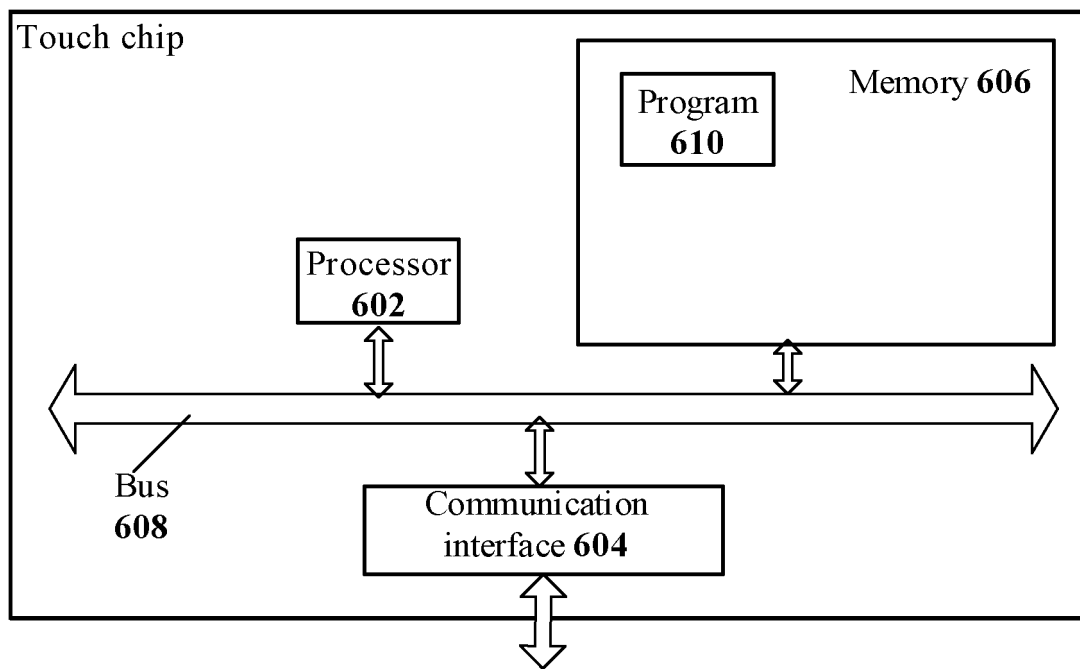 Touch chip
Memory 606
Program
610
Processor
602
Bus
608
Communication
interface 604